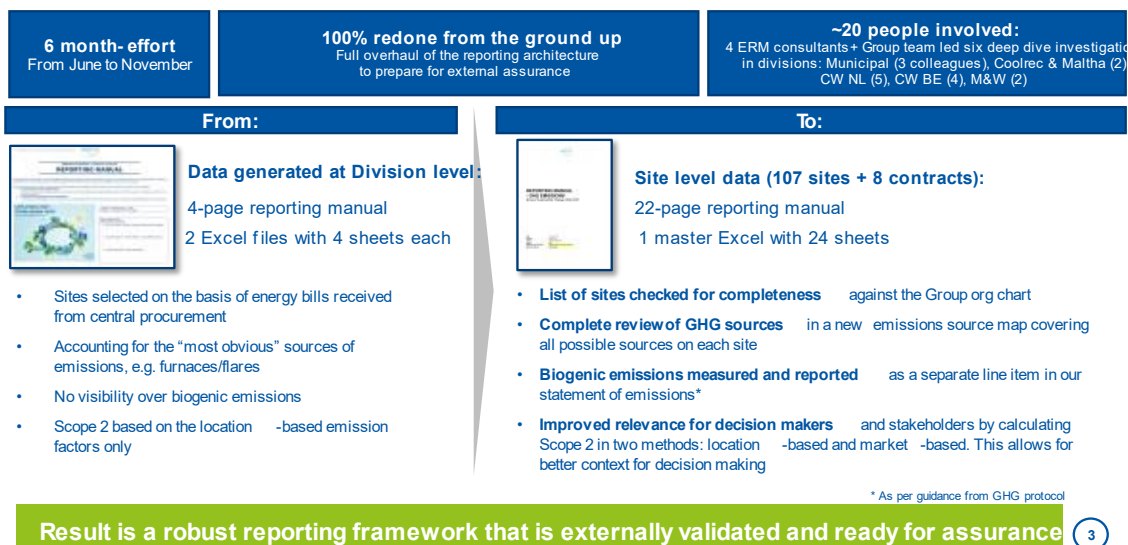 6 month-effort
From June to November
100% redone from the ground up
Full overhaul of the reporting architecture
to prepare for external assurance
~20 people involved:
4 ERM consultants+ Group team led six deep dive investigatio
in divisions: Municipal (3 colleagues), Coolrec & Maltha (2)
CW NL (5), CW BE (4), M&W (2)
From:
To:
REPORTING MANUAL
Data generated at Division level:
4-page reporting manual
2 Excel files with 4 sheets each
• Sites selected on the basis of energy bills received
from central procurement
• Accounting for the “most obvious” sources of
emissions, e.g. furnaces/flares
• No visibility over biogenic emissions
• Scope 2 based on the location -based emission
factors only
REPORTING MANUAL
Site level data (107 sites + 8 contracts):
22-page reporting manual
1 master Excel with 24 sheets
• List of sites checked for completeness against the Group org chart
• Complete review of GHG sources in a new emissions source map covering
all possible sources on each site
• Biogenic emissions measured and reported as a separate line item in our
statement of emissions*
• Improved relevance for decision makers and stakeholders by calculating
Scope 2 in two methods: location -based and market -based. This allows for
better context for decision making
* As per guidance from GHG protocol
Result is a robust reporting framework that is externally validated and ready for assurance
3